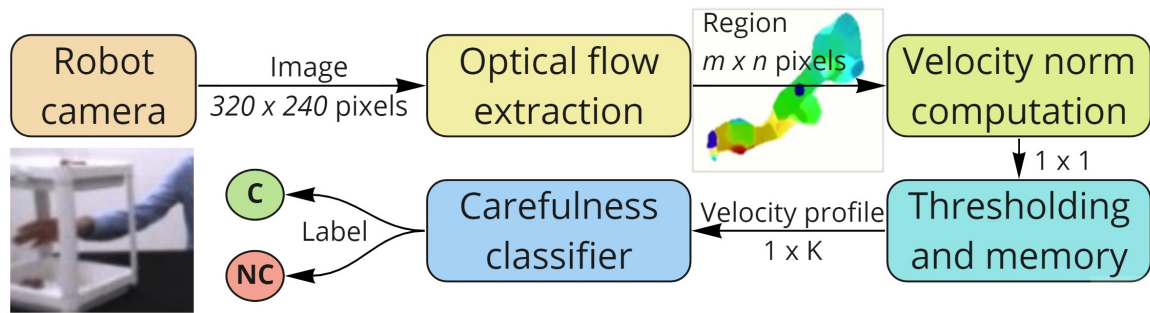 Robot
camera
Image
320 x 240 pixels
Optical flow
extraction
Region
m x n pixels
Velocity norm
computation
1 x 1
Thresholding
and memory
Velocity profile
1 x K
Carefulness
classifier
Label
C
NC